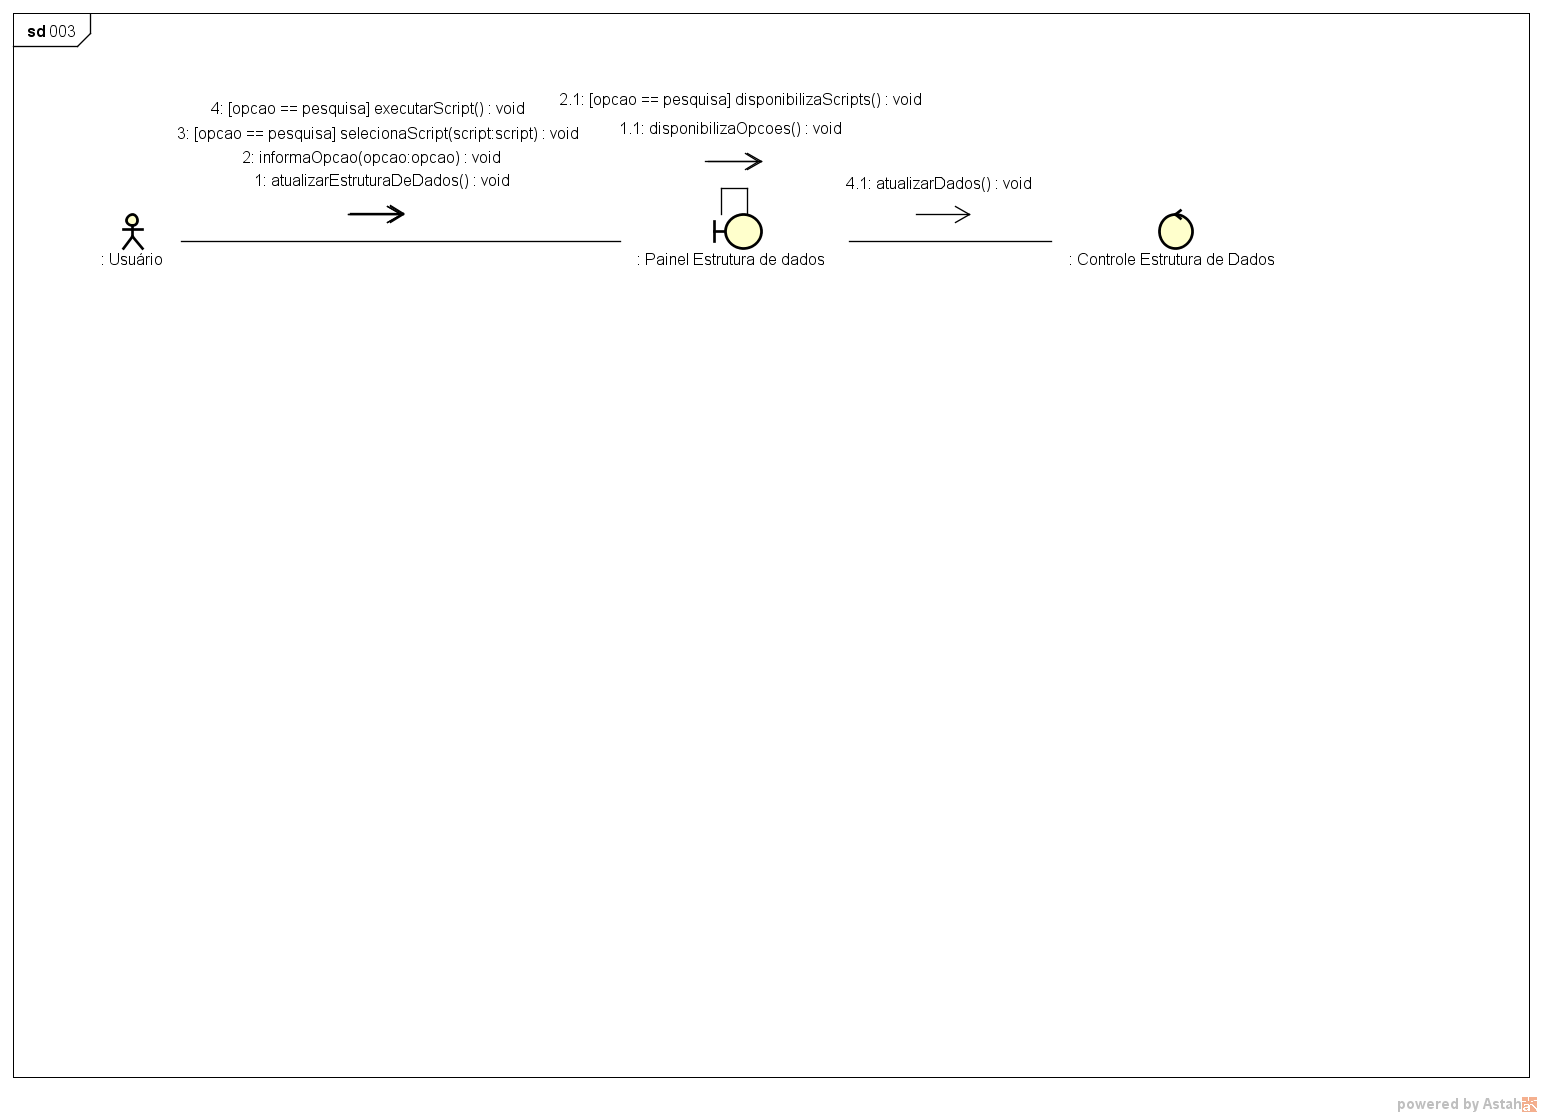 sd 003
4: [opcao == pesquisa] executarScript() : void
3: [opcao == pesquisa] selecionaScript(script:script) : void
2: informaOpcao(opcao:opcao) : void
1: atualizarEstruturaDeDados() : void
2.1: [opcao == pesquisa] disponibilizaScripts() : void
1.1: disponibilizaOpcoes() : void
4.1: atualizarDados() : void
: Usuário
: Painel Estrutura de dados
: Controle Estrutura de Dados
powered by Astah